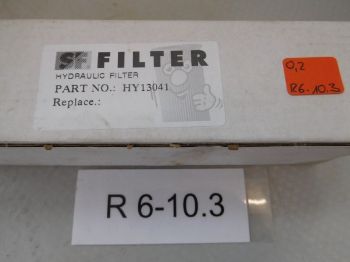 SF FILTER
HYDRAULIC FILTER
PART NO.: HY13041
Replace.:
0,2
R6-10.3
R 6-10.3